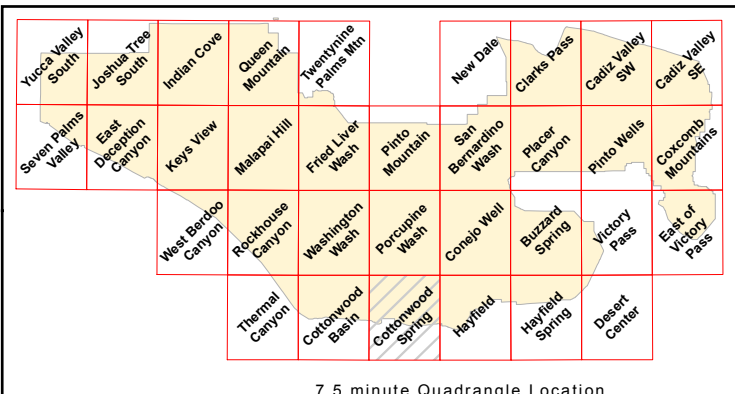 Yucca Valley
South
Joshua Tree
South
Indian Cove
Queen
Mountain
Twentynine
Palms Mtn
New Dale
Clarks Pass
Cadiz Valley
SW
Cadiz Valley
SE
Seven Palms
Valley
East
Deception
Canyon
Keys View
Malapai Hill
Fried Liver
Wash
Pinto
Mountain
San
Bernardino
Wash
Placer
Canyon
Pinto Wells
Coxcomb
Mountains
West Berdoo
Canyon
Rockhouse
Canyon
Washington
Wash
Porcupine
Wash
Conejo Well
Buzzard
Spring
Victory
Pass
East of
Victory
Pass
Thermal
Canyon
Cottonwood
Basin
Cottonwood
Spring
Hayfield
Hayfield
Spring
Desert
Center
7.5 minute Quadrangle Location